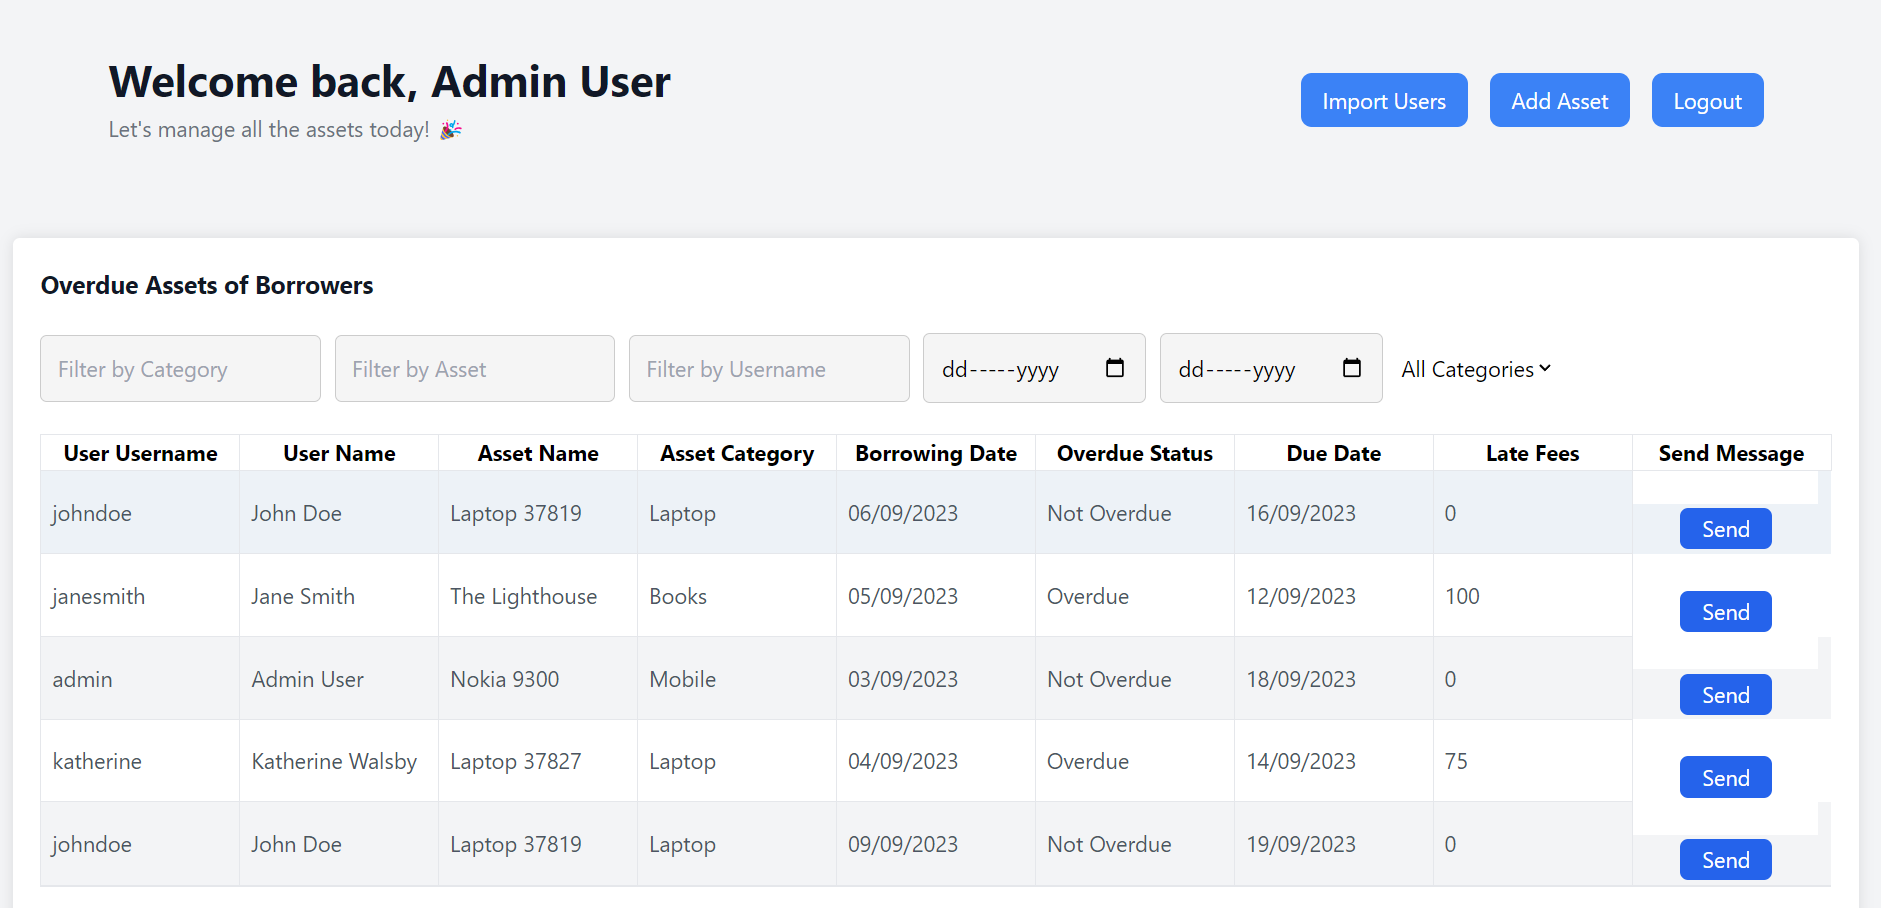 Welcome back, Admin User
Let's manage all the assets today! 🎉
Import Users
Add Asset
Logout
Overdue Assets of Borrowers
Filter by Category
Filter by Asset
Filter by Username
dd-----yyyy
dd-----yyyy
All Categories
User Username User Name Asset Name Asset Category Borrowing Date Overdue Status Due Date Late Fees Send Message
johndoe John Doe Laptop 37819 Laptop 06/09/2023 Not Overdue 16/09/2023 0 Send
janesmith Jane Smith The Lighthouse Books 05/09/2023 Overdue 12/09/2023 100 Send
admin Admin User Nokia 9300 Mobile 03/09/2023 Not Overdue 18/09/2023 0 Send
katherine Katherine Walsby Laptop 37827 Laptop 04/09/2023 Overdue 14/09/2023 75 Send
johndoe John Doe Laptop 37819 Laptop 09/09/2023 Not Overdue 19/09/2023 0 Send